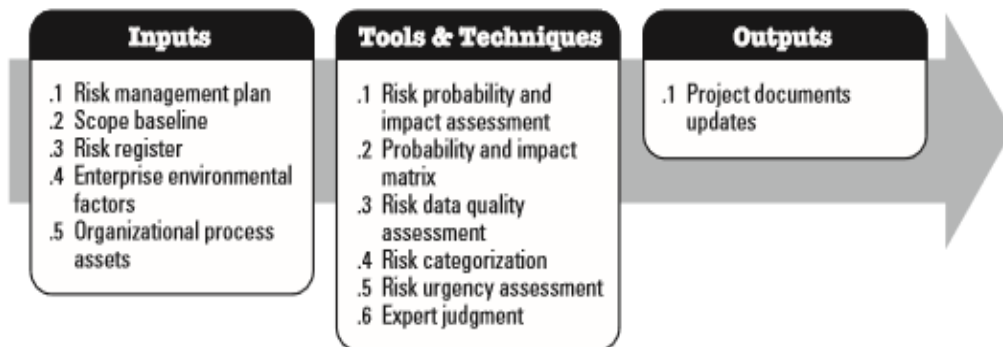 Inputs
.1 Risk management plan
.2 Scope baseline
.3 Risk register
.4 Enterprise environmental
factors
.5 Organizational process
assets
Tools & Techniques
.1 Risk probability and
impact assessment
.2 Probability and impact
matrix
.3 Risk data quality
assessment
.4 Risk categorization
.5 Risk urgency assessment
.6 Expert judgment
Outputs
.1 Project documents
updates